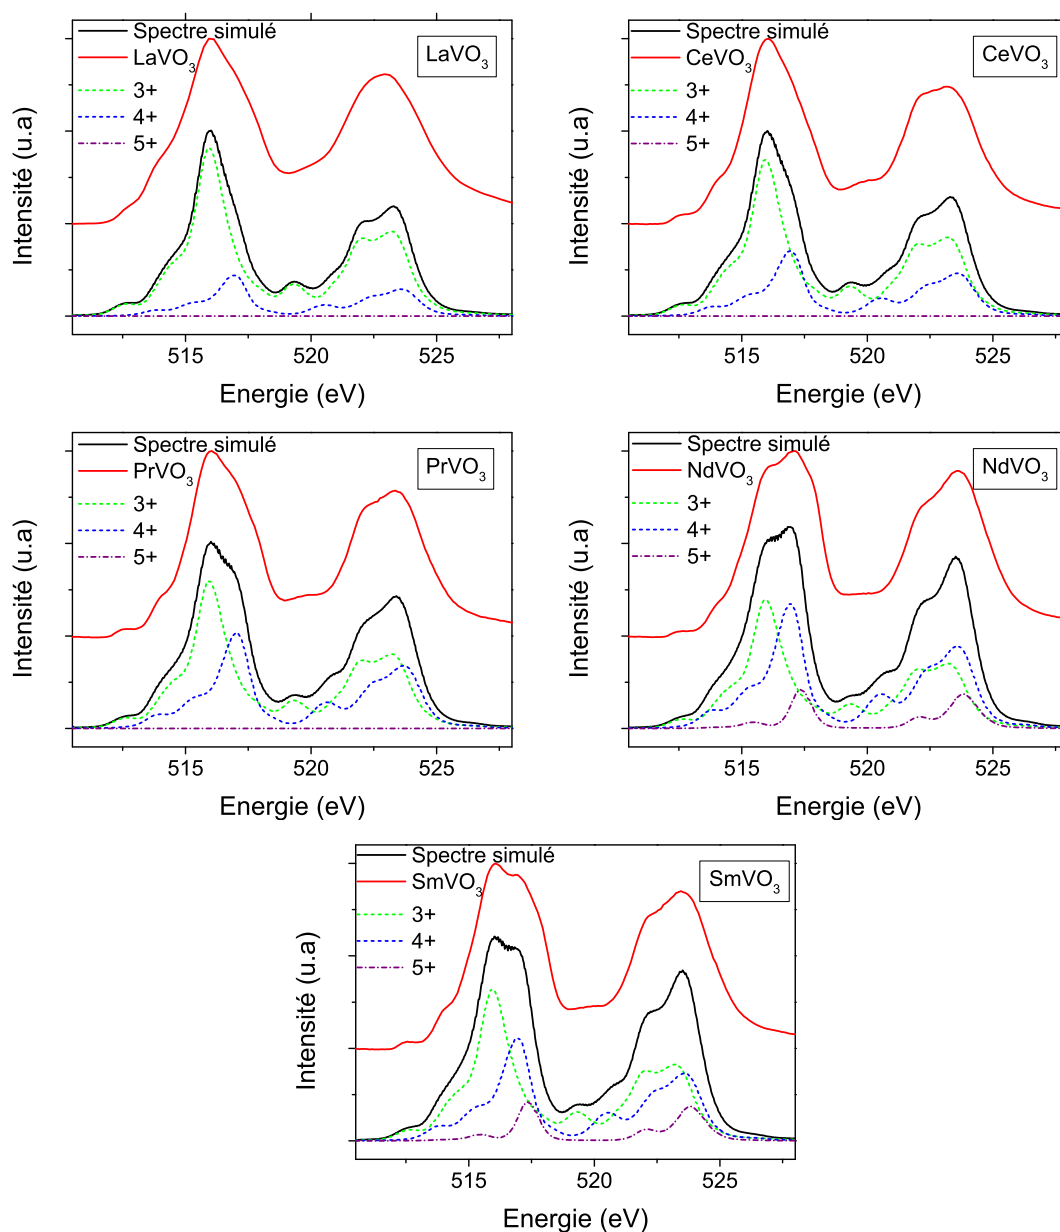 Spectre simulé
LaVO3
3+
4+
5+
LaVO3
Intensité (u.a)
515 520 525
Energie (eV)
Spectre simulé
CeVO3
3+
4+
5+
CeVO3
Intensité (u.a)
515 520 525
Energie (eV)
Spectre simulé
PrVO3
3+
4+
5+
PrVO3
Intensité (u.a)
515 520 525
Energie (eV)
Spectre simulé
NdVO3
3+
4+
5+
NdVO3
Intensité (u.a)
515 520 525
Energie (eV)
Spectre simulé
SmVO3
3+
4+
5+
SmVO3
Intensité (u.a)
515 520 525
Energie (eV)